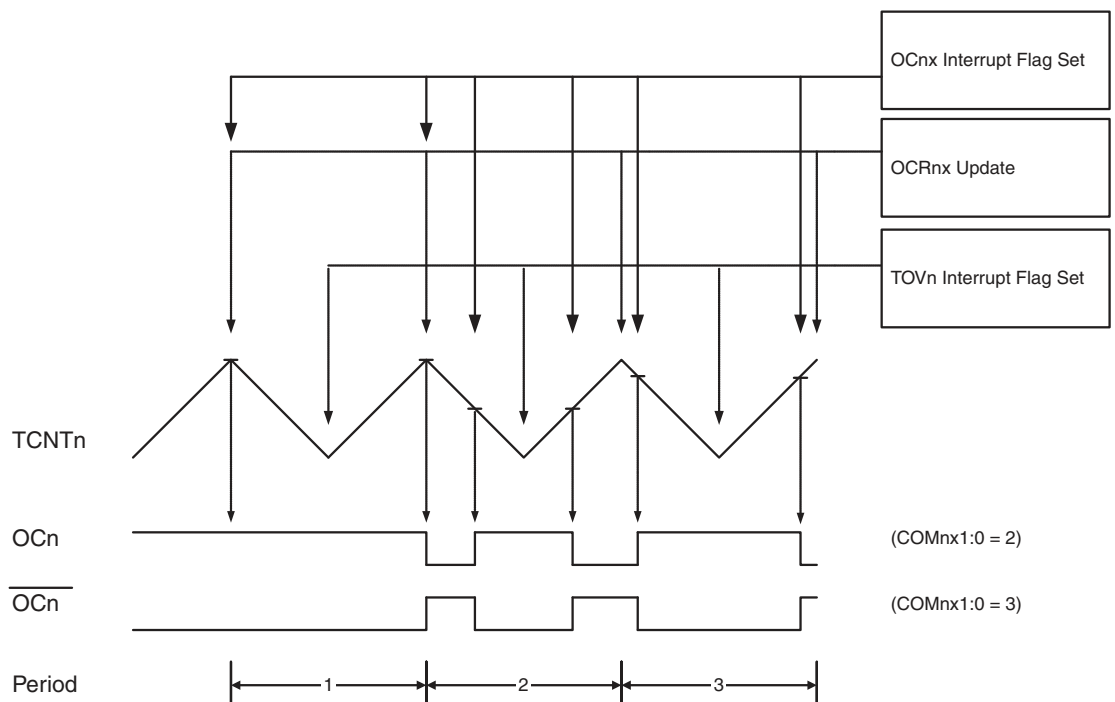 OCnx Interrupt Flag Set
OCRnx Update
TOVn Interrupt Flag Set
TCNTn
OCn
(COMnx1:0 = 2)
OCn
(COMnx1:0 = 3)
Period
1
2
3